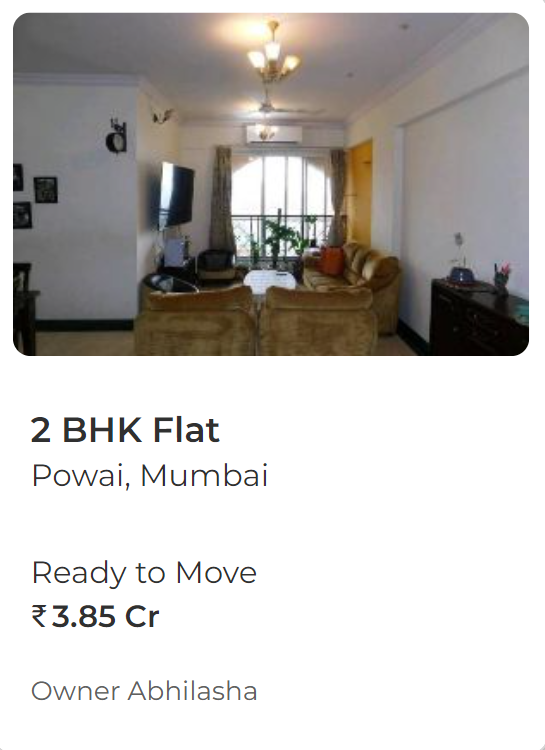 2 BHK Flat
Powai, Mumbai
Ready to Move
₹3.85 Cr
Owner Abhilasha